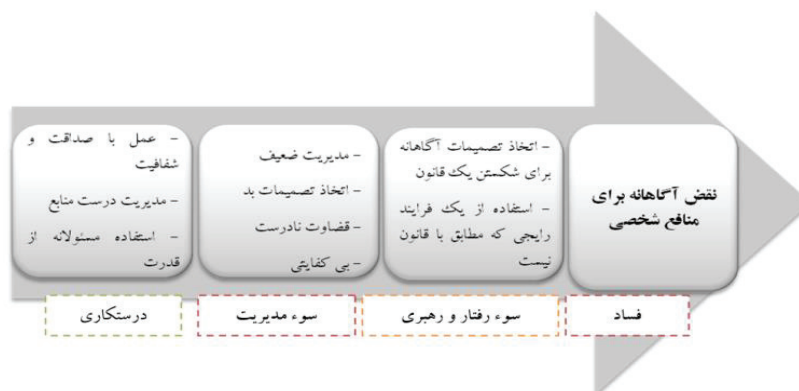 - عمل با صداقت و
شفافیت
- مدیریت درست منابع
- استفاده مسئولانه از
قدرت
- مدیریت ضعیف
- اتخاذ تصمیمات بد
- قضاوت نادرست
- بی کفایتی
- اتخاذ تصمیمات آگاهانه
برای شکستن یک قانون
- استفاده از یک فرایند
رایجی که مطابق با قانون
نیست
نقض آگاهانه برای
منافع شخصی
درستکاری
سوء مدیریت
سوء رفتار و رهبری
فساد